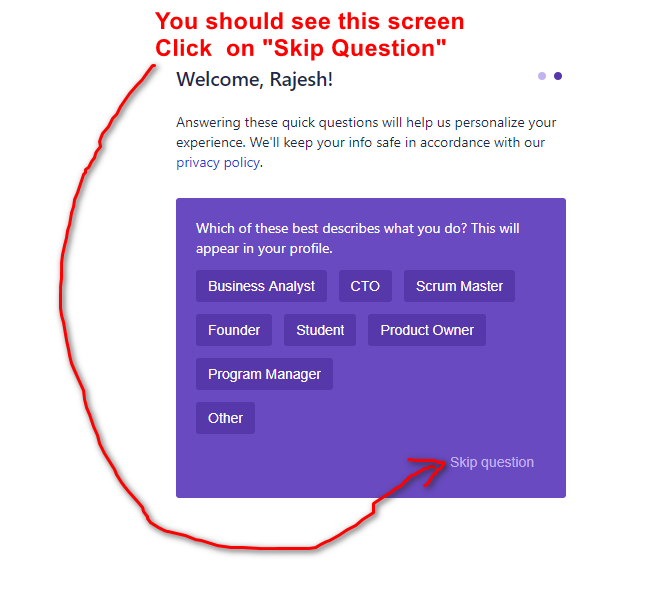 You should see this screen
Click  on "Skip Question"
Welcome, Rajesh!
Answering these quick questions will help us personalize your
experience. We'll keep your info safe in accordance with our
privacy policy.
Which of these best describes what you do? This will
appear in your profile.
Business Analyst CTO Scrum Master
Founder Student Product Owner
Program Manager
Other
Skip question